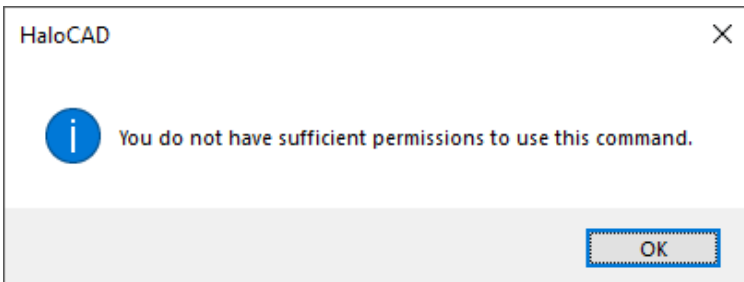 HaloCAD
You do not have sufficient permissions to use this command.
OK